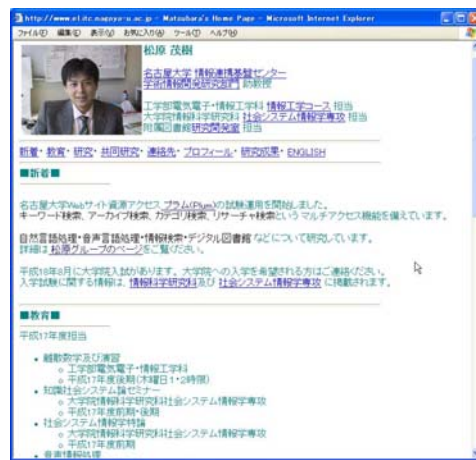 http://www.el.itc.nagoya-u.ac.jp - Matsubara's Home Page - Microsoft Internet Explorer
ファイル(F) 編集(E) 表示(V) お気に入り(A) ツール(T) ヘルプ(H)
松原 茂樹
名古屋大学 情報連携基盤センター
学術情報開発研究部門 助教授
工学部電気電子・情報工学科 情報工学コース 担当
大学院情報科学研究科 社会システム情報学専攻 担当
附属図書館研究開発室 担当
新着・教育・研究・共同研究・連絡先・プロフィール・研究成果・ENGLISH
■新着■
名古屋大学Webサイト資源アクセス プラム(Plum)の試験運用を開始しました。
キーワード検索、アーカイブ検索、カテゴリ検索、リサーチャ検索というマルチアクセス機能を備えています。
自然言語処理・音声言語処理・情報検索・デジタル図書館 などについて研究しています。
詳細は 松原グループのページをご覧ください。
平成18年8月に大学院入試があります。大学院への入学を希望される方はご連絡ください。
入学試験に関する情報は、情報科学研究科及び 社会システム情報学専攻 に掲載されます。
■教育■
平成17年度担当
離散数学及び演習
工学部電気電子・情報工学科
平成17年度後期(木曜日1・2時限)
知識社会システム論セミナー
大学院情報科学研究科社会システム情報学専攻
平成17年度前期・後期
社会システム情報学特論
大学院情報科学研究科社会システム情報学専攻
平成17年度前期
音声情報処理